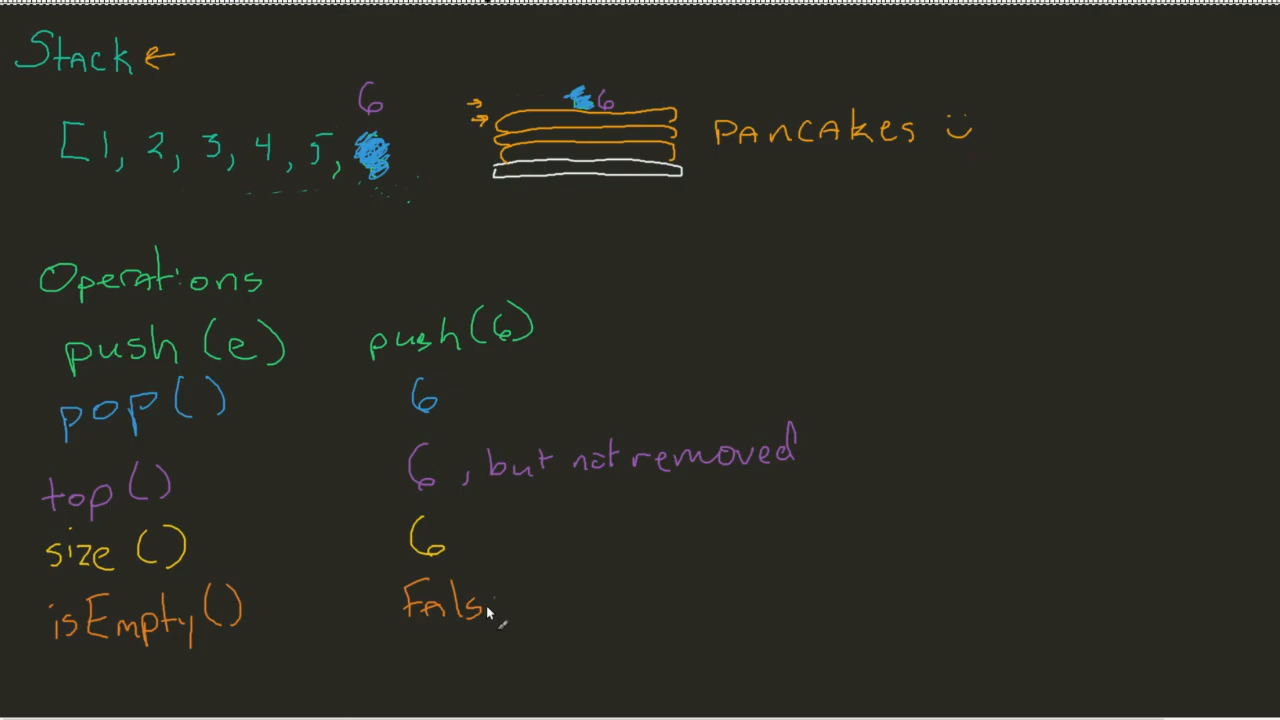 Stack
6
[1, 2, 3, 4, 5,
6
PANCAKES
Operations
push (e) push(6)
pop() 6
top() 6, but not removed
size () 6
isEmpty() Fals